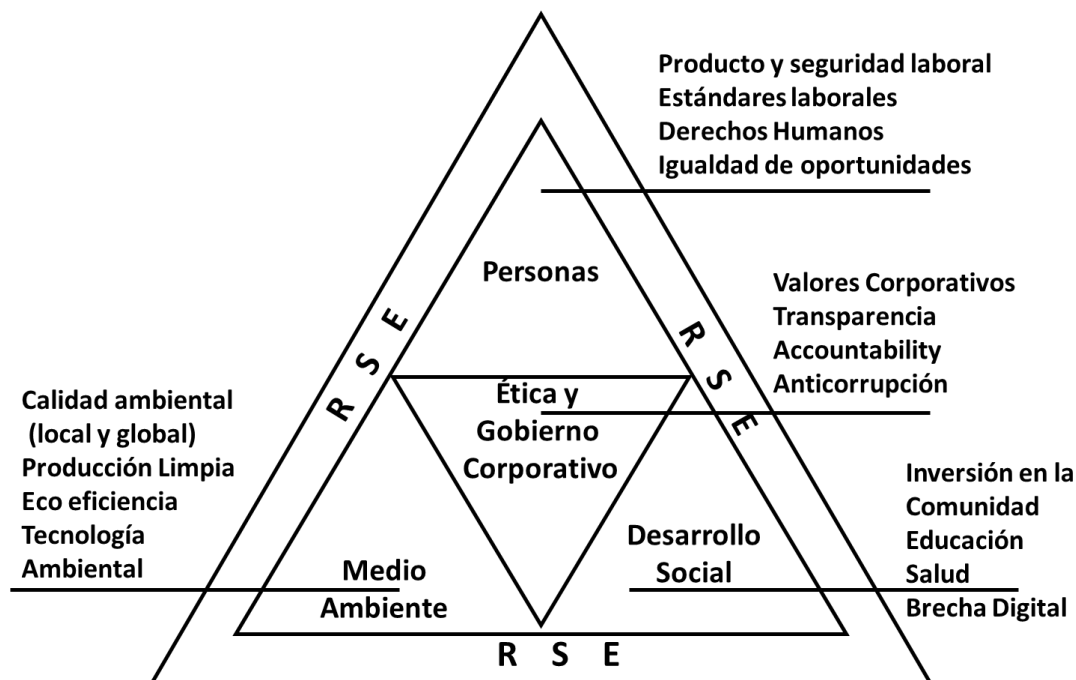 Producto y seguridad laboral
Estándares laborales
Derechos Humanos
Igualdad de oportunidades
Personas
Valores Corporativos
Transparencia
Accountability
Anticorrupción
R S E
R S E
Ética y
Gobierno
Corporativo
Calidad ambiental
(local y global)
Producción Limpia
Eco eficiencia
Tecnología
Ambiental
Inversión en la
Comunidad
Educación
Salud
Brecha Digital
Desarrollo
Social
Medio
Ambiente
R S E